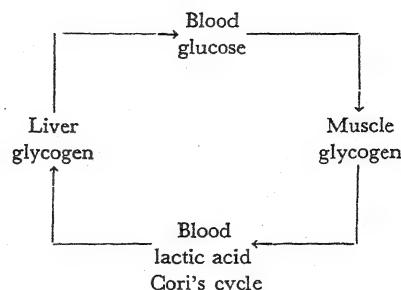 Blood
glucose
Liver
glycogen
Muscle
glycogen
Blood
lactic acid
Cori's cycle